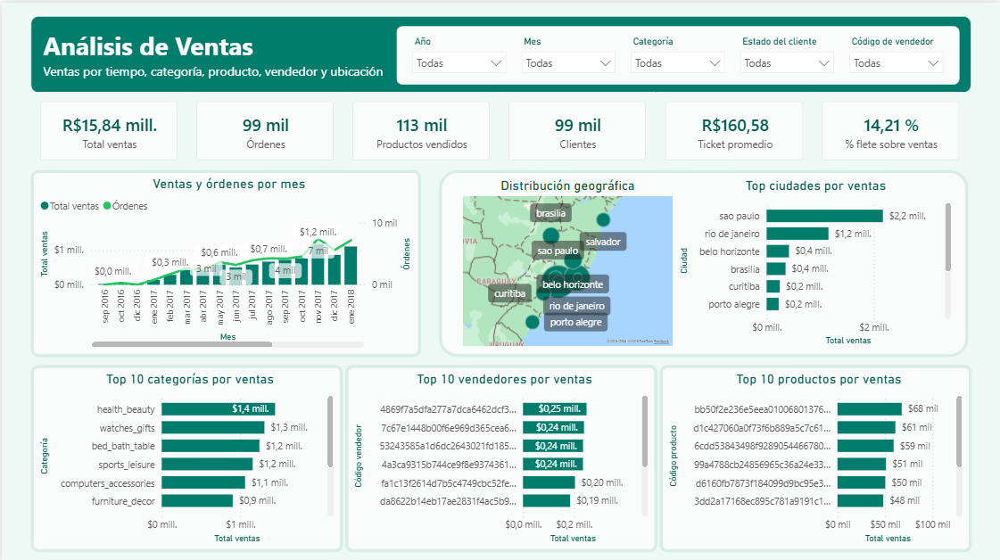 Análisis de Ventas
Ventas por tiempo, categoría, producto, vendedor y ubicación
Año
Todas
Mes
Todas
Categoría
Todas
Estado del cliente
Todas
Código de vendedor
Todas
R$15,84 mill.
Total ventas
99 mil
Órdenes
113 mil
Productos vendidos
99 mil
Clientes
R$160,58
Ticket promedio
14,21 %
% flete sobre ventas
Ventas y órdenes por mes
Total ventas Órdenes
Total ventas
$1 mill.
$0 mill.
$0,0 mill.
$0,3 mill.
$0,6 mill.
$0,7 mill.
$1,2 mill.
3 mil
3 mil
4 mil
7 mil
10 mil
0 mil
Órdenes
sep 2016
oct 2016
dic 2016
ene 2017
feb 2017
mar 2017
abr 2017
may 2017
jun 2017
jul 2017
ago 2017
sep 2017
oct 2017
nov 2017
dic 2017
ene 2018
Mes
Distribución geográfica
brasilia
salvador
sao paulo
belo horizonte
curitiba
rio de janeiro
porto alegre
PARAGUAY
URUGUAY
Top ciudades por ventas
Ciudad
sao paulo $2,2 mill.
rio de janeiro $1,2 mill.
belo horizonte $0,4 mill.
brasilia $0,4 mill.
curitiba $0,2 mill.
porto alegre $0,2 mill.
$0 mill. $2 mill.
Total ventas
Top 10 categorías por ventas
Categoría
health_beauty $1,4 mill.
watches_gifts $1,3 mill.
bed_bath_table $1,2 mill.
sports_leisure $1,2 mill.
computers_accessories $1,1 mill.
furniture_decor $0,9 mill.
$0 mill. $1 mill.
Total ventas
Top 10 vendedores por ventas
Código vendedor
4869f7a5dfa277a7dca6462dcf3... $0,25 mill.
7c67e1448b00f6e969d365cea6... $0,24 mill.
53243585a1d6dc2643021fd185... $0,24 mill.
4a3ca9315b744ce9f8e9374361... $0,24 mill.
fa1c13f2614d7b5c4749cbc52fe... $0,20 mill.
da8622b14eb17ae2831f4ac5b9... $0,19 mill.
$0,0 mill. $0,2 mill.
Total ventas
Top 10 productos por ventas
Código producto
bb50f2e236e5eea01006801376... $68 mil
d1c427060a0f73f6b889a5c7c61... $61 mil
6cdd53843498f9289054466780... $59 mil
99a4788cb24856965c36a24e33... $51 mil
d6160fb7873f184099d9bc95e3... $50 mil
3dd2a17168ec895c781a9191c1... $48 mil
$0 mil $50 mil $100 mil
Total ventas